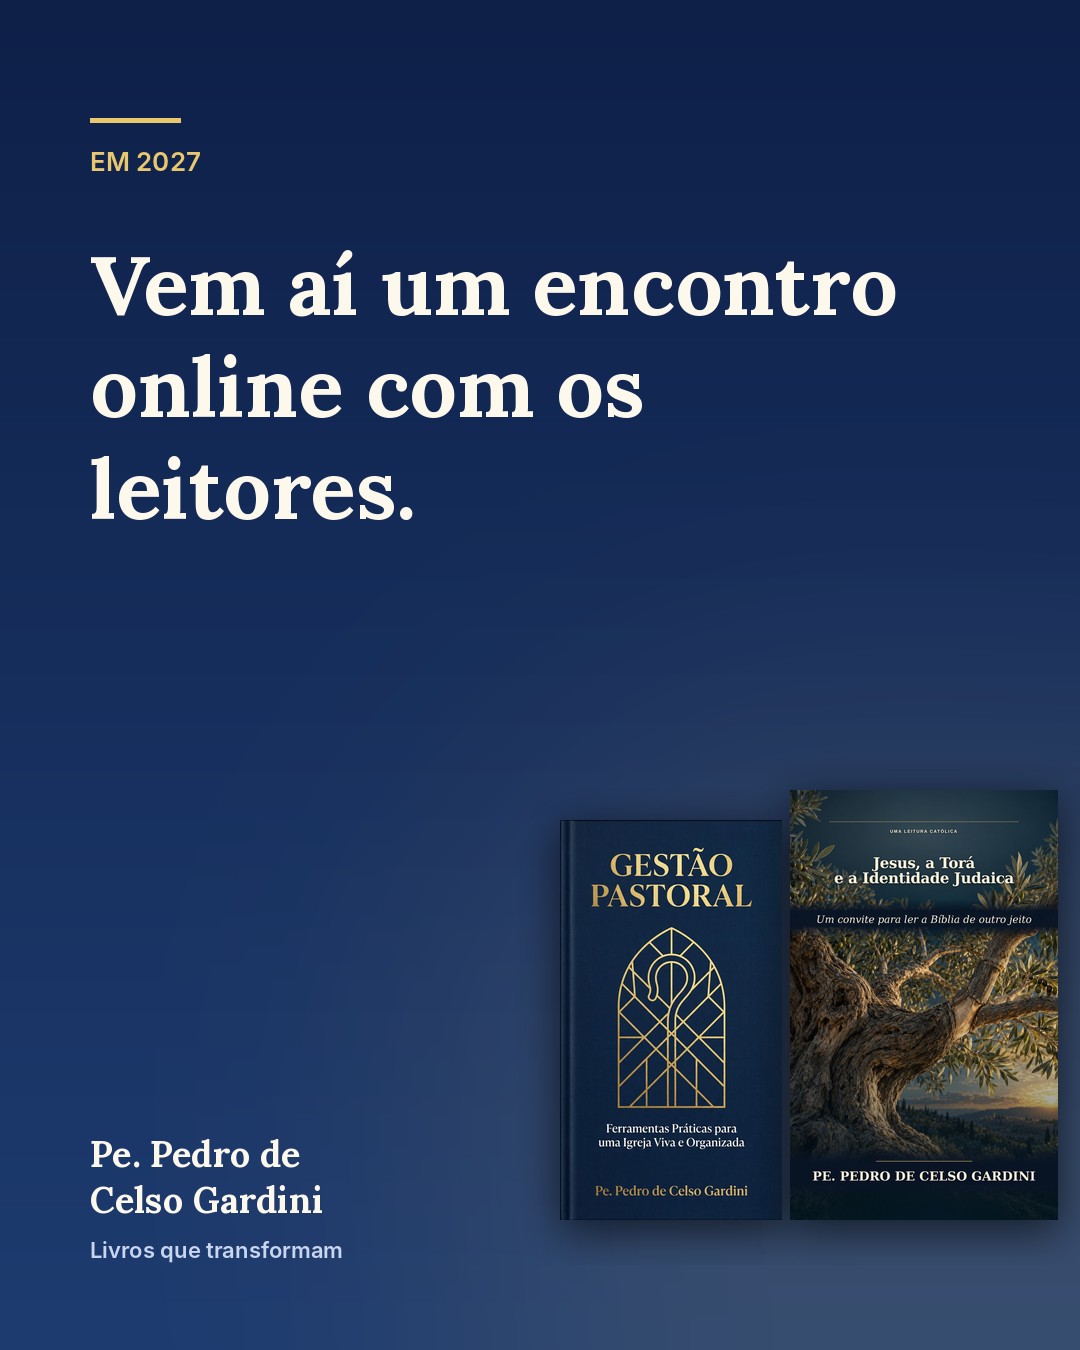 EM 2027
Vem aí um encontro
online com os
leitores.
GESTÃO
PASTORAL
Ferramentas Práticas para
uma Igreja Viva e Organizada
Pe. Pedro de Celso Gardini
UMA LEITURA CATÓLICA
Jesus, a Torá
e a Identidade Judaica
Um convite para ler a Bíblia de outro jeito
PE. PEDRO DE CELSO GARDINI
Pe. Pedro de
Celso Gardini
Livros que transformam